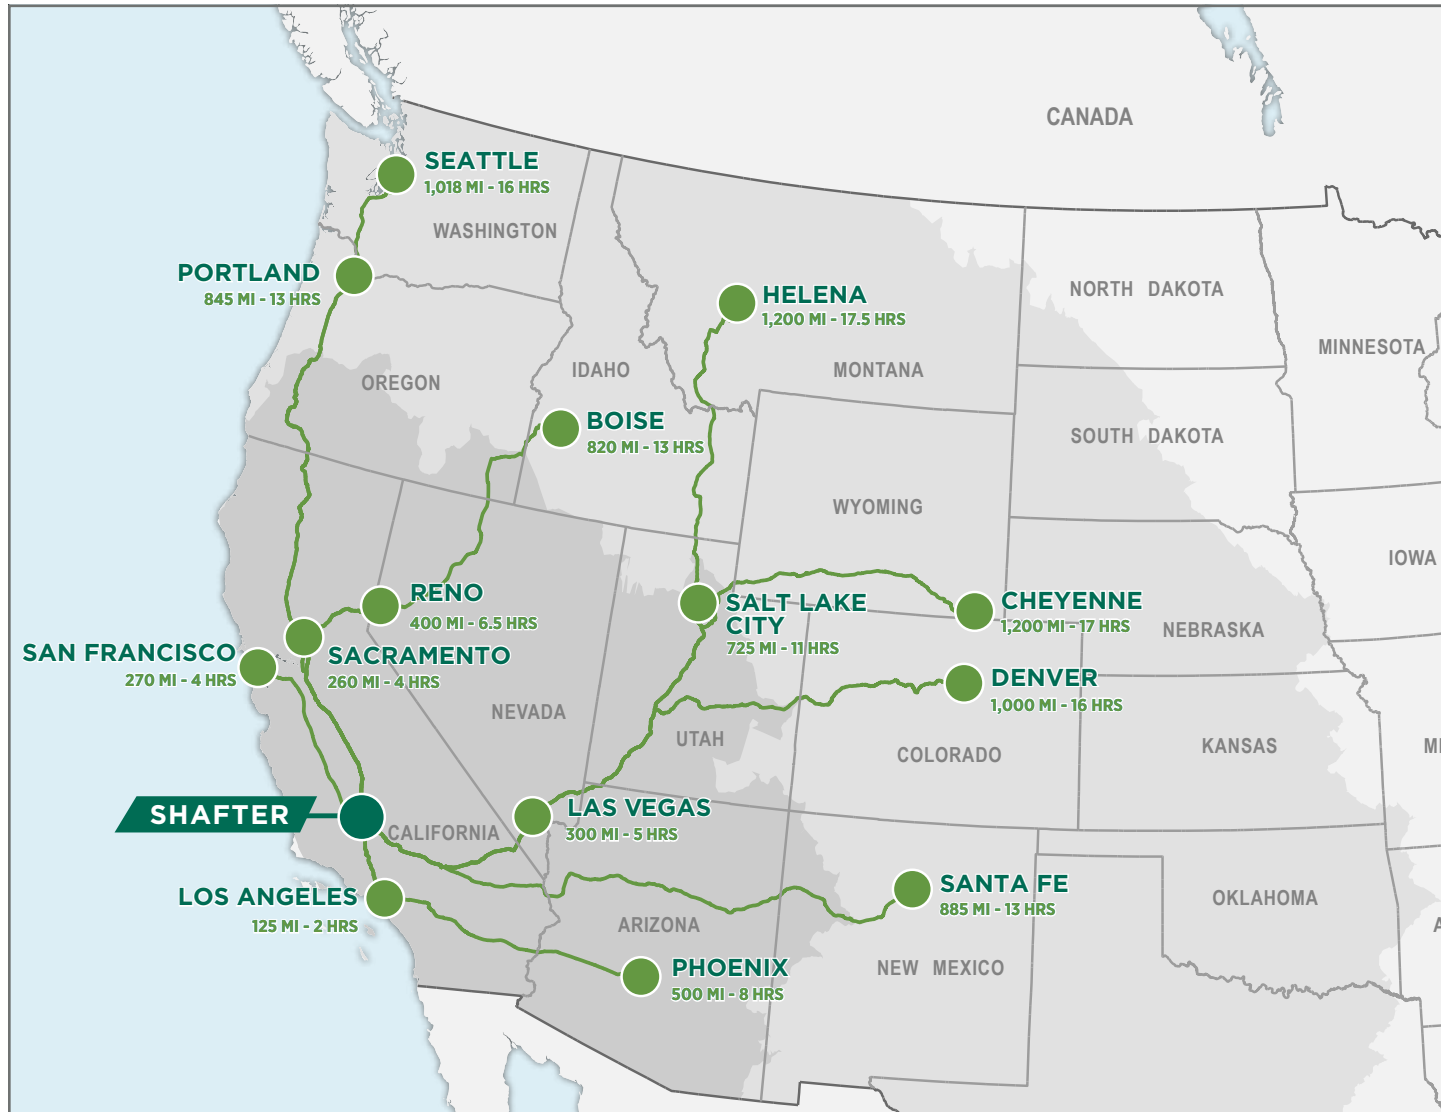 CANADA
SEATTLE
1,018 MI - 16 HRS
WASHINGTON
PORTLAND
845 MI - 13 HRS
HELENA
1,200 MI - 17.5 HRS
NORTH DAKOTA
MINNESOTA
MONTANA
IDAHO
OREGON
BOISE
820 MI - 13 HRS
SOUTH DAKOTA
WYOMING
IOWA
RENO
400 MI - 6.5 HRS
SALT LAKE
CITY
725 MI - 11 HRS
CHEYENNE
1,200 MI - 17 HRS
NEBRASKA
SAN FRANCISCO
270 MI - 4 HRS
SACRAMENTO
260 MI - 4 HRS
DENVER
1,000 MI - 16 HRS
NEVADA
UTAH
COLORADO
KANSAS
MI
SHAFTER
CALIFORNIA
LAS VEGAS
300 MI - 5 HRS
LOS ANGELES
125 MI - 2 HRS
SANTA FE
885 MI - 13 HRS
OKLAHOMA
ARIZONA
A
PHOENIX
500 MI - 8 HRS
NEW MEXICO